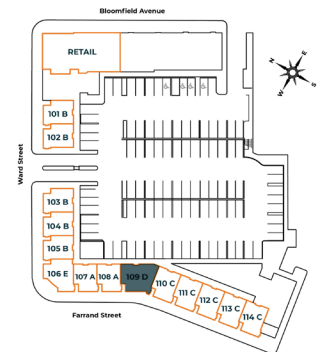 Bloomfield Avenue
RETAIL
N
E
W
S
101 B
102 B
Ward Street
103 B
104 B
105 B
106 E
107 A
108 A
109 D
110 C
111 C
112 C
113 C
114 C
Farrand Street